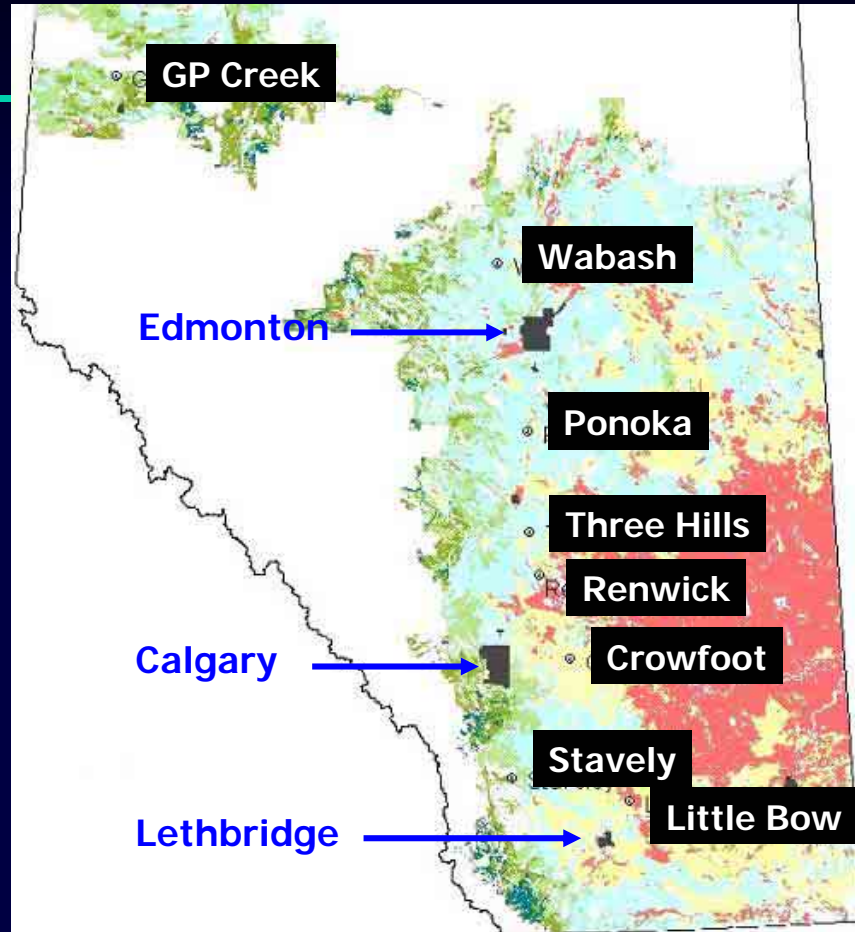 GP Creek
Wabash
Edmonton
Ponoka
Three Hills
Renwick
Crowfoot
Calgary
Stavely
Little Bow
Lethbridge